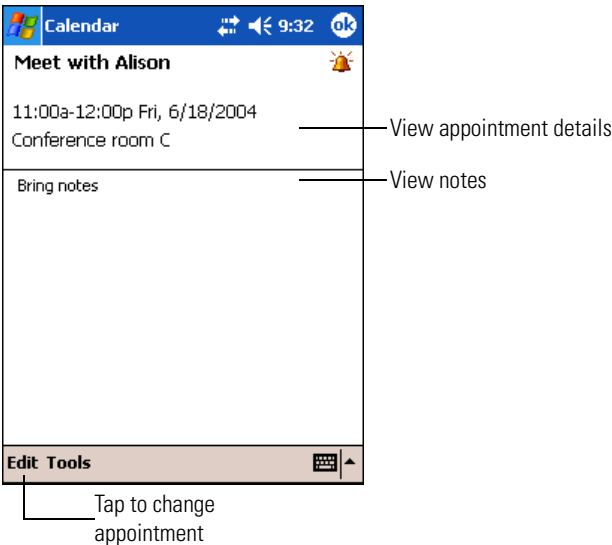 Calendar 9:32 ok
Meet with Alison
11:00a-12:00p Fri, 6/18/2004
Conference room C
View appointment details
Bring notes
View notes
Edit Tools
Tap to change
appointment